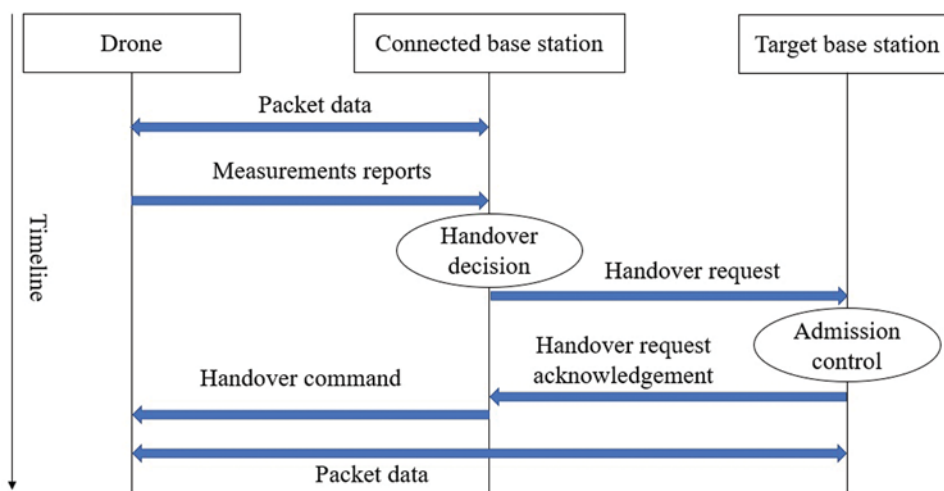 Drone
Connected base station
Target base station
Packet data
Measurements reports
Timeline
Handover
decision
Handover request
Admission
control
Handover request
acknowledgement
Handover command
Packet data